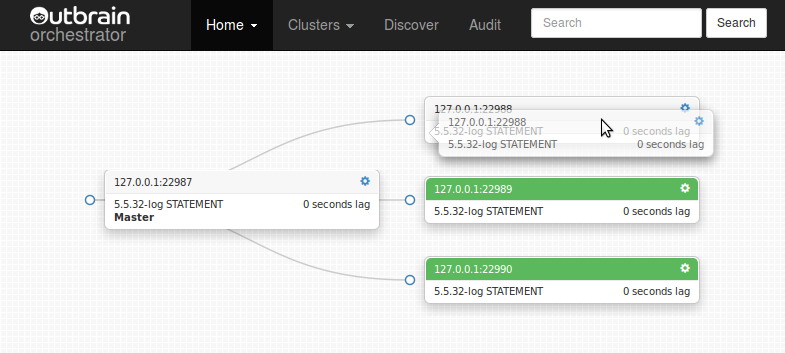 Outbrain
orchestrator
Home
Clusters
Discover
Audit
Search
Search
127.0.0.1:22988
5.5.32-log STATEMENT 0 seconds lag
127.0.0.1:22988
5.5.32-log STATEMENT 0 seconds lag
127.0.0.1:22987
5.5.32-log STATEMENT 0 seconds lag
Master
127.0.0.1:22989
5.5.32-log STATEMENT 0 seconds lag
127.0.0.1:22990
5.5.32-log STATEMENT 0 seconds lag